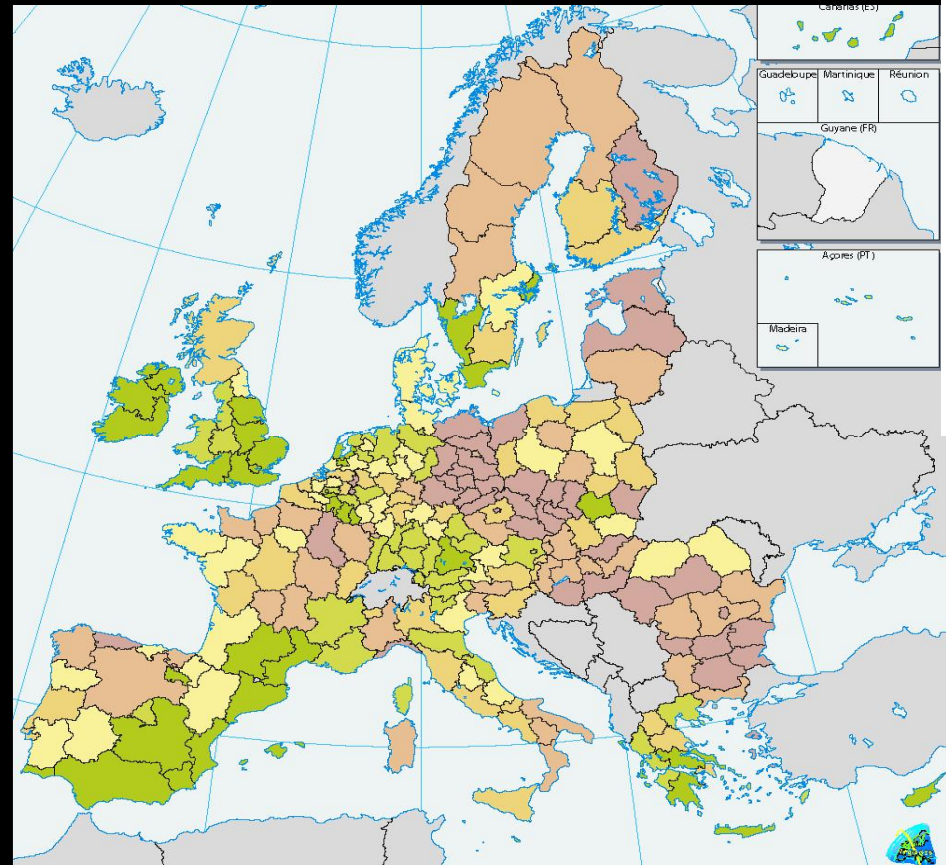 Canarias (ES)
Guadeloupe
Martinique
Réunion
Guyane (FR)
Açores (PT)
Madeira